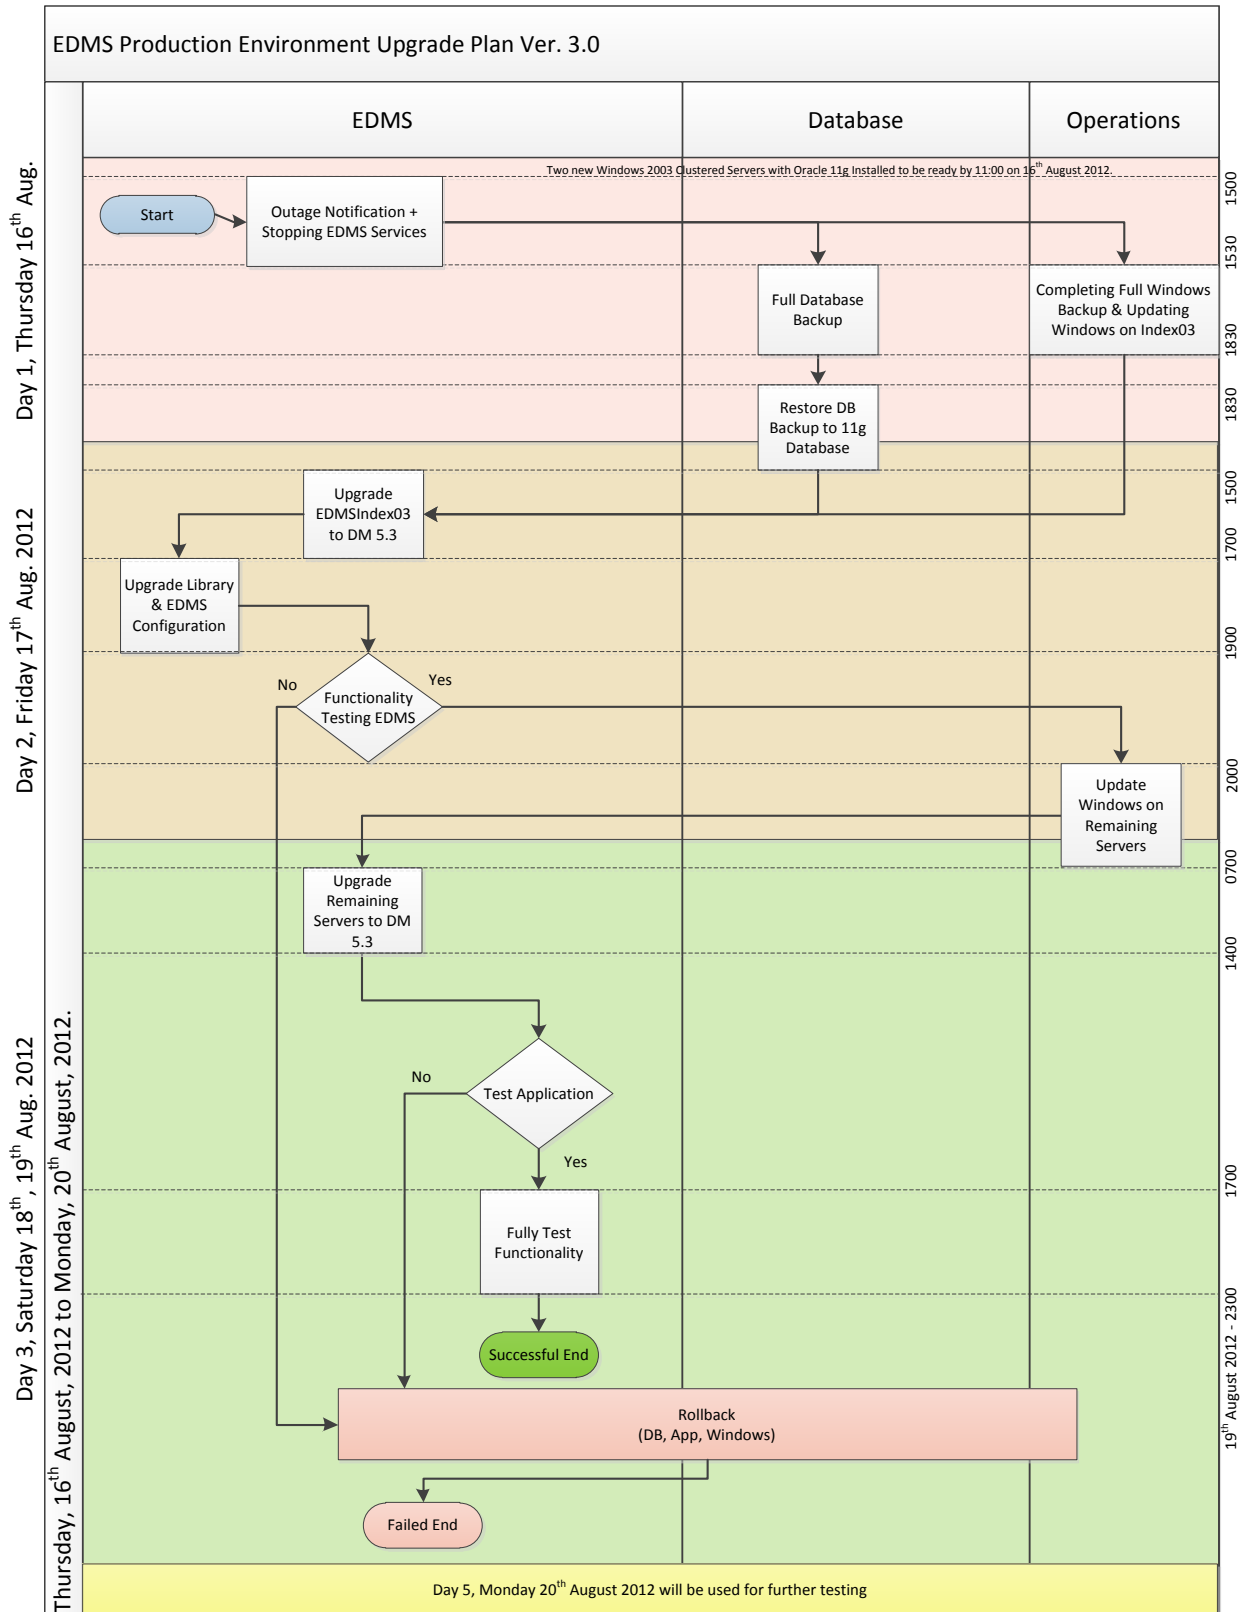 EDMS Production Environment Upgrade Plan Ver. 3.0
EDMS
Database
Operations
Day 1, Thursday 16th Aug.
Two new Windows 2003 Clustered Servers with Oracle 11g Installed to be ready by 11:00 on 16th August 2012.
1500
Start
Outage Notification +
Stopping EDMS Services
1530
Full Database
Backup
Completing Full Windows
Backup & Updating
Windows on Index03
1830
1830
Restore DB
Backup to 11g
Database
Day 2, Friday 17th Aug. 2012
1500
Upgrade
EDMSIndex03
to DM 5.3
1700
Upgrade Library
& EDMS
Configuration
1900
No
Yes
Functionality
Testing EDMS
2000
Update
Windows on
Remaining
Servers
0700
Upgrade
Remaining
Servers to DM
5.3
1400
Day 3, Saturday 18th, 19th Aug. 2012
Thursday, 16th August, 2012 to Monday, 20th August, 2012.
No
Test Application
Yes
1700
Fully Test
Functionality
19th August 2012 - 2300
Successful End
Rollback
(DB, App, Windows)
Failed End
Day 5, Monday 20th August 2012 will be used for further testing